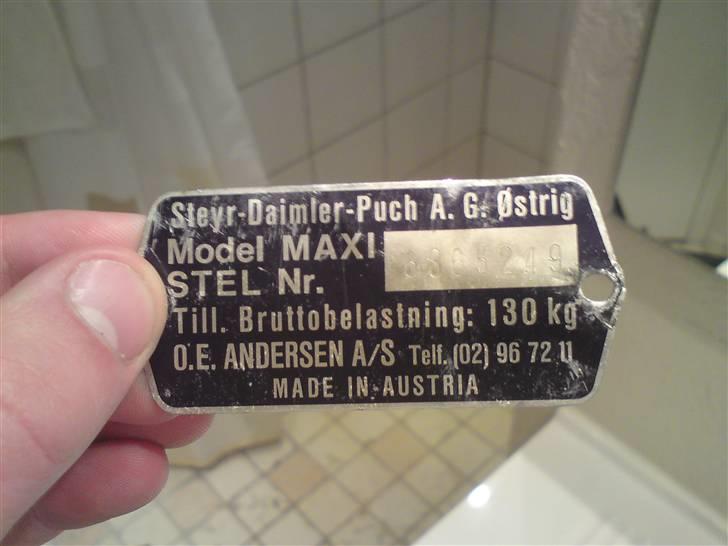 Steyr-Daimler-Puch A. G. Østrig
Model MAXI
STEL Nr.
Till. Bruttobelastning: 130 kg
O.E. ANDERSEN A/S Telf. (02) 96 72 11
MADE IN AUSTRIA